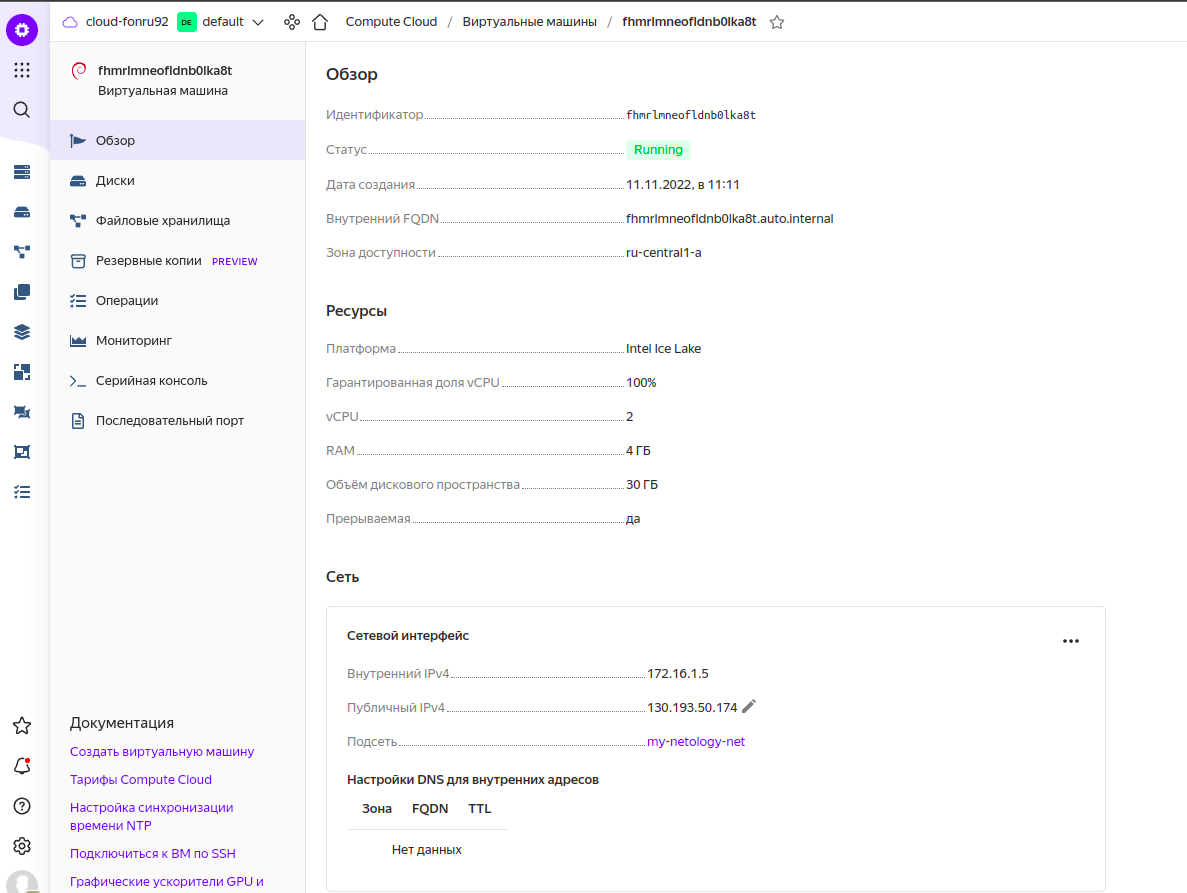 cloud-fonru92 DE default Compute Cloud / Виртуальные машины / fhmrlmneofldnb0lka8t
fhmrlmneofldnb0lka8t
Виртуальная машина
Обзор
Диски
Файловые хранилища
Резервные копии PREVIEW
Операции
Мониторинг
Серийная консоль
Последовательный порт
Документация
Создать виртуальную машину
Тарифы Compute Cloud
Настройка синхронизации
времени NTP
Подключиться к ВМ по SSH
Графические ускорители GPU и
Обзор
Идентификатор fhmrlmneofldnb0lka8t
Статус Running
Дата создания 11.11.2022, в 11:11
Внутренний FQDN fhmrlmneofldnb0lka8t.auto.internal
Зона доступности ru-central1-a
Ресурсы
Платформа Intel Ice Lake
Гарантированная доля vCPU 100%
vCPU 2
RAM 4 ГБ
Объём дискового пространства 30 ГБ
Прерываемая да
Сеть
Сетевой интерфейс
Внутренний IPv4 172.16.1.5
Публичный IPv4 130.193.50.174
Подсеть my-netology-net
Настройки DNS для внутренних адресов
Зона FQDN TTL
Нет данных